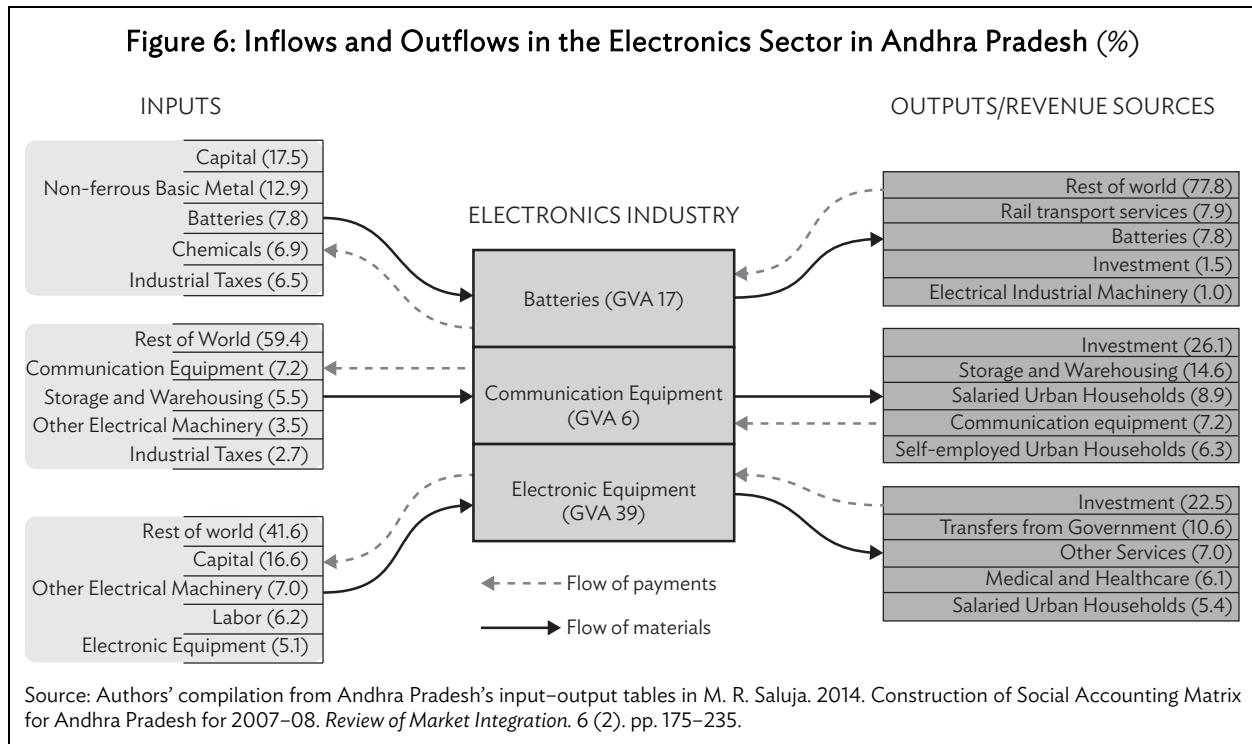 Figure 6: Inflows and Outflows in the Electronics Sector in Andhra Pradesh (%)
INPUTS
Capital (17.5)
Non-ferrous Basic Metal (12.9)
Batteries (7.8)
Chemicals (6.9)
Industrial Taxes (6.5)
Rest of World (59.4)
Communication Equipment (7.2)
Storage and Warehousing (5.5)
Other Electrical Machinery (3.5)
Industrial Taxes (2.7)
Rest of world (41.6)
Capital (16.6)
Other Electrical Machinery (7.0)
Labor (6.2)
Electronic Equipment (5.1)
ELECTRONICS INDUSTRY
Batteries (GVA 17)
Communication Equipment
(GVA 6)
Electronic Equipment
(GVA 39)
Flow of payments
Flow of materials
OUTPUTS/REVENUE SOURCES
Rest of world (77.8)
Rail transport services (7.9)
Batteries (7.8)
Investment (1.5)
Electrical Industrial Machinery (1.0)
Investment (26.1)
Storage and Warehousing (14.6)
Salaried Urban Households (8.9)
Communication equipment (7.2)
Self-employed Urban Households (6.3)
Investment (22.5)
Transfers from Government (10.6)
Other Services (7.0)
Medical and Healthcare (6.1)
Salaried Urban Households (5.4)
Source: Authors' compilation from Andhra Pradesh's input–output tables in M. R. Saluja. 2014. Construction of Social Accounting Matrix
for Andhra Pradesh for 2007–08. Review of Market Integration. 6 (2). pp. 175–235.